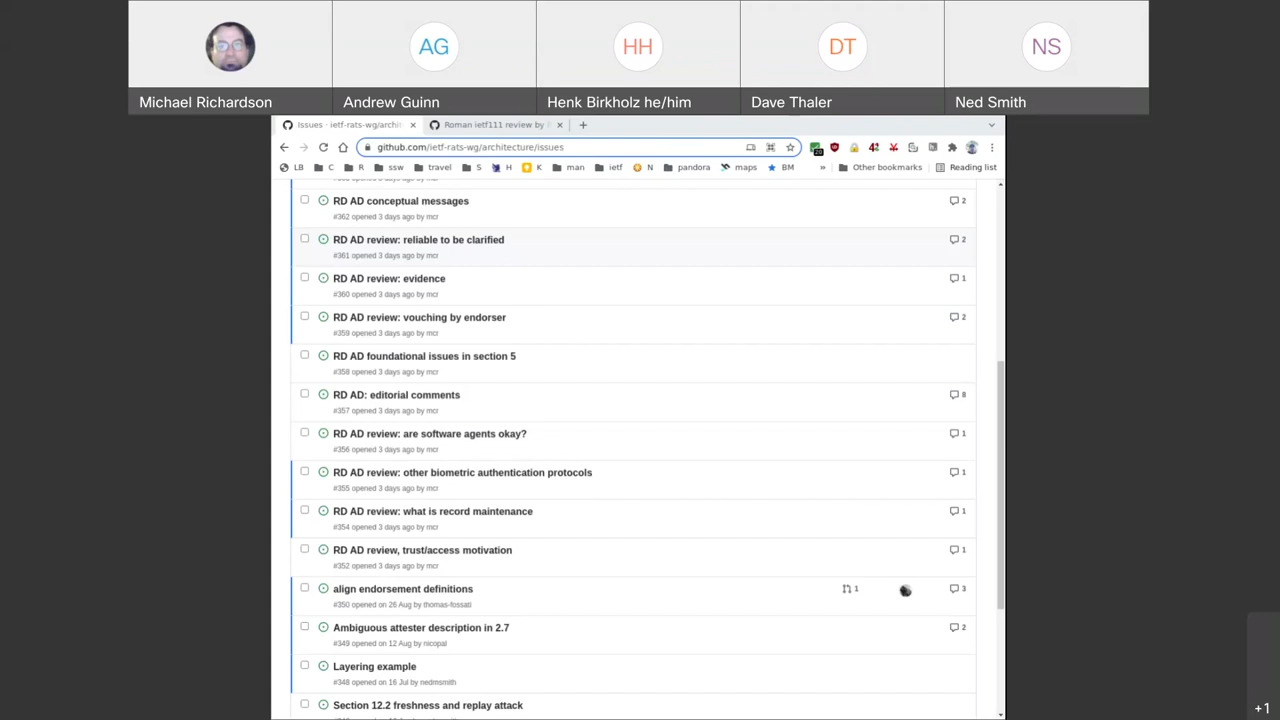 AG
HH
DT
NS
Michael Richardson
Andrew Guinn
Henk Birkholz he/him
Dave Thaler
Ned Smith
Issues · ietf-rats-wg/archit
Roman ietf111 review by
github.com/ietf-rats-wg/architecture/issues
LB C R ssw travel S H K man ietf N pandora maps BM » Other bookmarks Reading list
RD AD conceptual messages
2
#362 opened 3 days ago by mcr
RD AD review: reliable to be clarified
2
#361 opened 3 days ago by mcr
RD AD review: evidence
1
#360 opened 3 days ago by mcr
RD AD review: vouching by endorser
2
#359 opened 3 days ago by mcr
RD AD foundational issues in section 5
#358 opened 3 days ago by mcr
RD AD: editorial comments
8
#357 opened 3 days ago by mcr
RD AD review: are software agents okay?
1
#356 opened 3 days ago by mcr
RD AD review: other biometric authentication protocols
1
#355 opened 3 days ago by mcr
RD AD review: what is record maintenance
1
#354 opened 3 days ago by mcr
RD AD review, trust/access motivation
1
#352 opened 3 days ago by mcr
align endorsement definitions
1
3
#350 opened on 26 Aug by thomas-fossati
Ambiguous attester description in 2.7
2
#349 opened on 12 Aug by nicopal
Layering example
#348 opened on 16 Jul by nedmsmith
Section 12.2 freshness and replay attack
+1